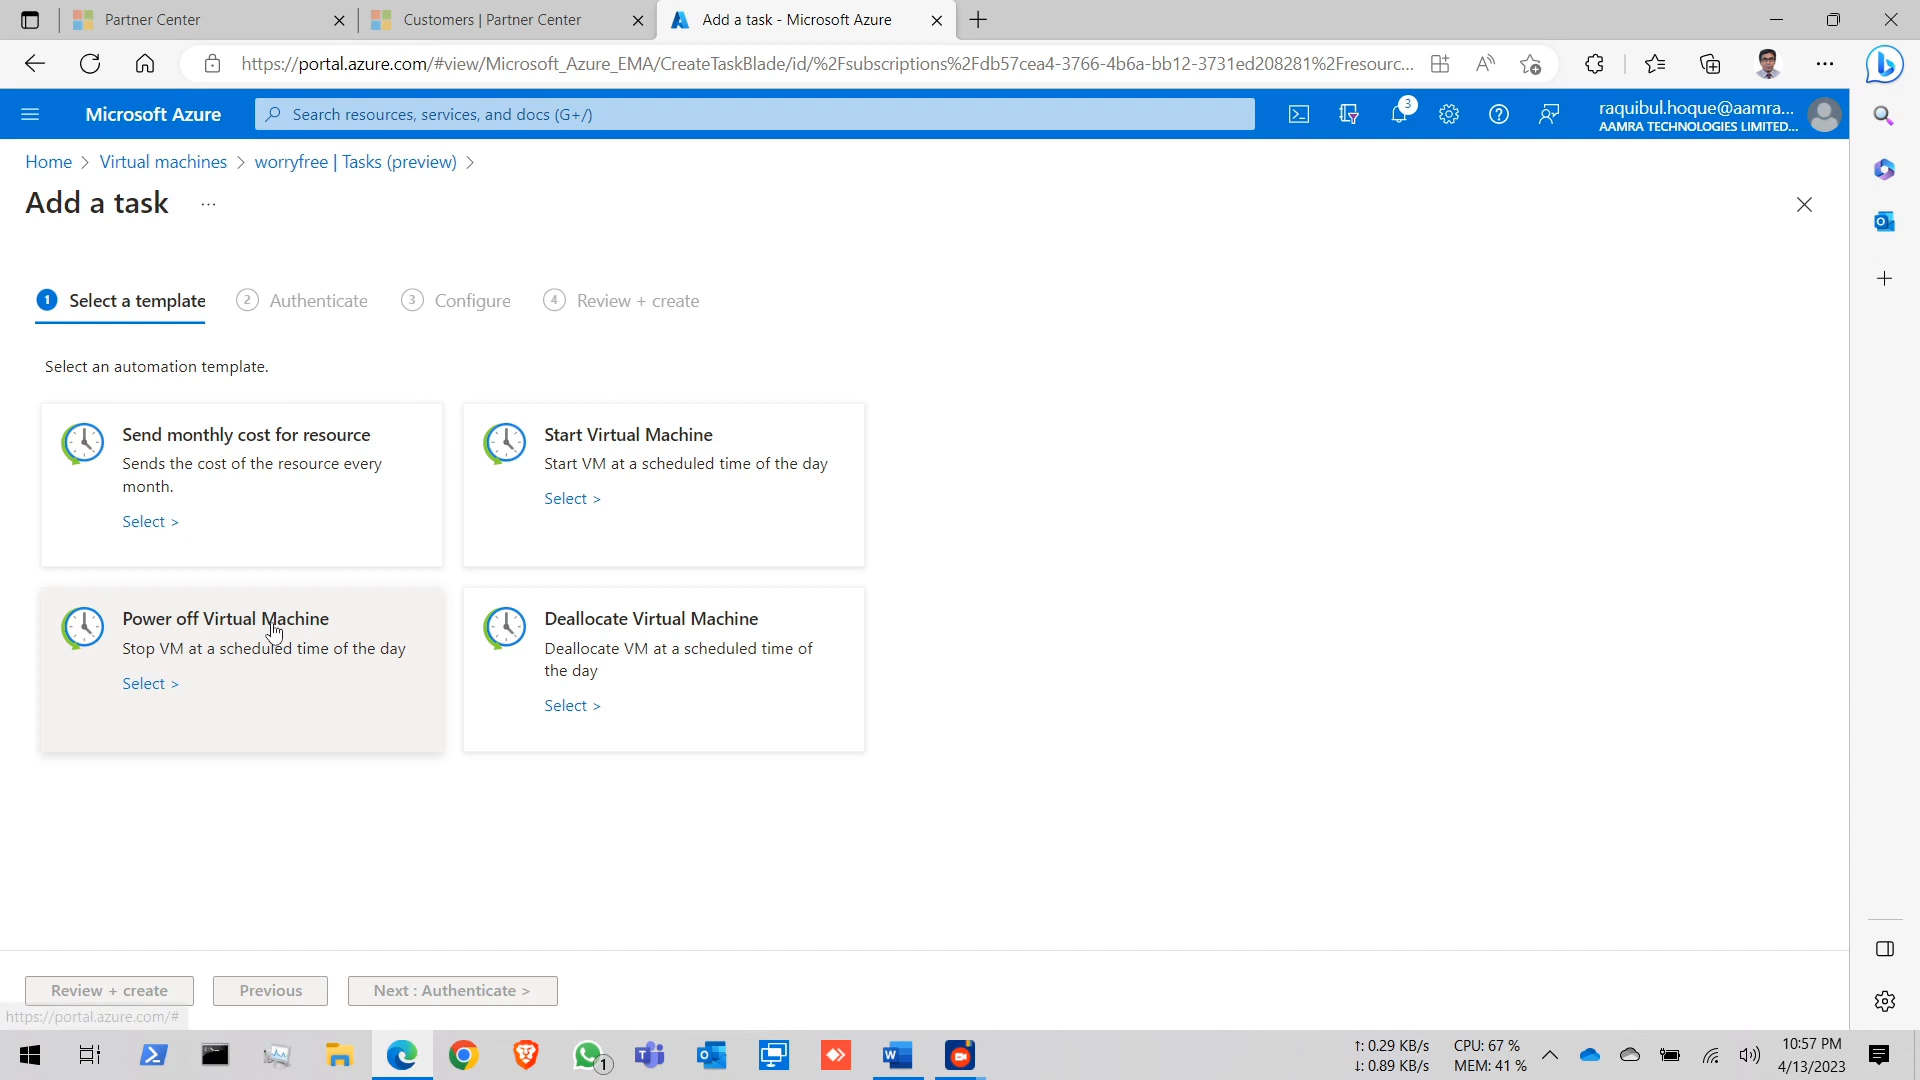 Partner Center
Customers | Partner Center
Add a task - Microsoft Azure
https://portal.azure.com/#view/Microsoft_Azure_EMA/CreateTaskBlade/id/%2Fsubscriptions%2Fdb57cea4-3766-4b6a-bb12-3731ed208281%2Fresourc...
Microsoft Azure
Search resources, services, and docs (G+/)
3
raquibul.hoque@aamra...
AAMRA TECHNOLOGIES LIMITED...
Home > Virtual machines > worryfree | Tasks (preview) >
Add a task ...
1 Select a template
2 Authenticate
3 Configure
4 Review + create
Select an automation template.
Send monthly cost for resource
Sends the cost of the resource every
month.
Select >
Start Virtual Machine
Start VM at a scheduled time of the day
Select >
Power off Virtual Machine
Stop VM at a scheduled time of the day
Select >
Deallocate Virtual Machine
Deallocate VM at a scheduled time of
the day
Select >
Review + create
Previous
Next : Authenticate >
https://portal.azure.com/#
1
↑: 0.29 KB/s
↓: 0.89 KB/s
CPU: 67 %
MEM: 41 %
10:57 PM
4/13/2023